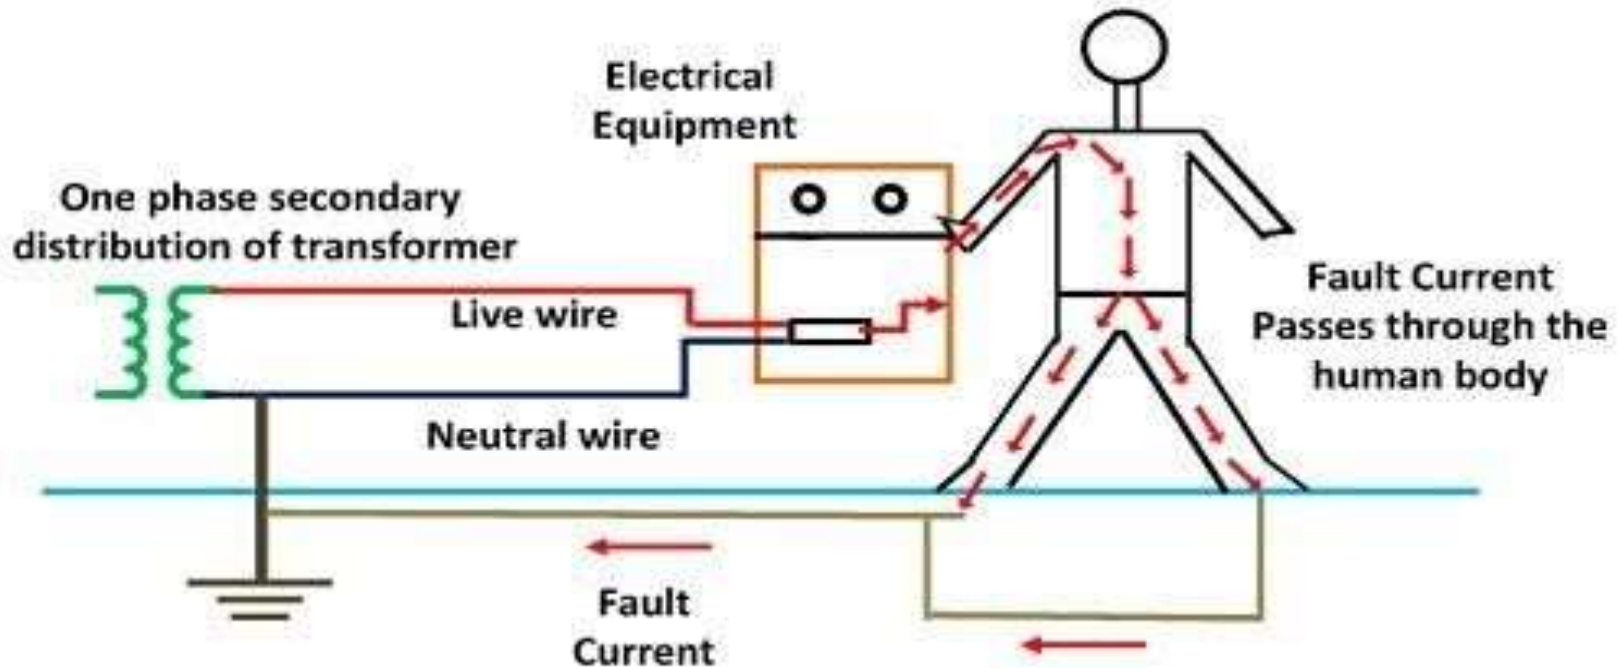 Electrical
Equipment
One phase secondary
distribution of transformer
Live wire
Neutral wire
Fault Current
Passes through the
human body
Fault
Current